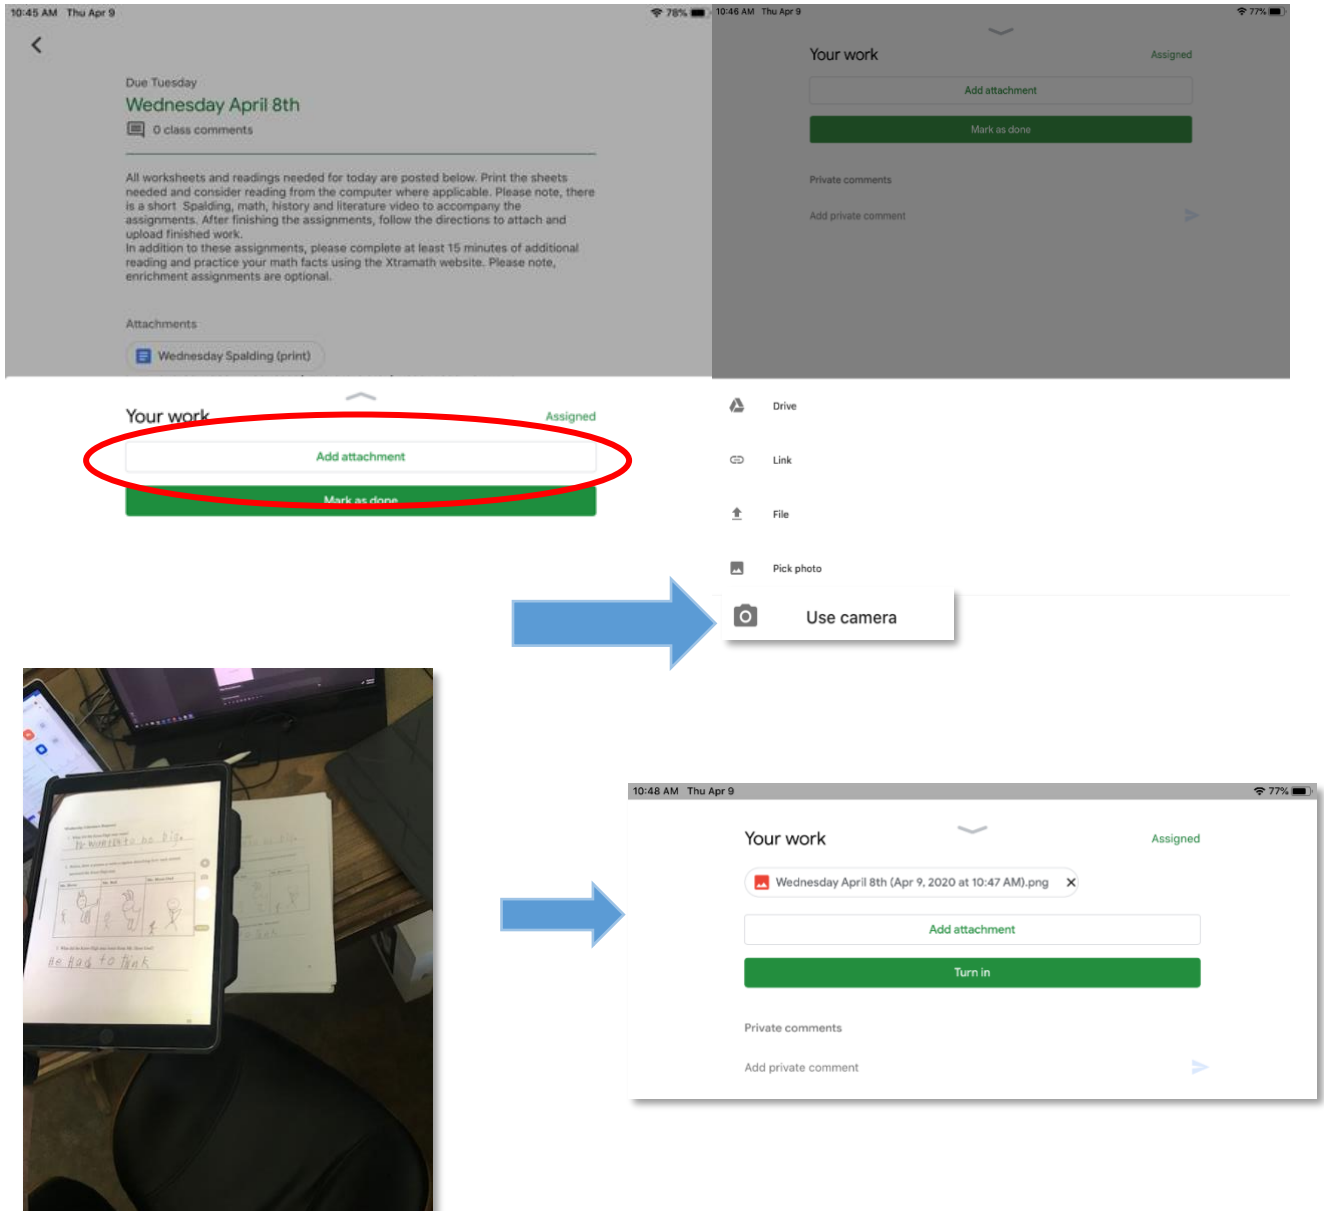 10:45 AM Thu Apr 9
78%
Due Tuesday
Wednesday April 8th
0 class comments
All worksheets and readings needed for today are posted below. Print the sheets
needed and consider reading from the computer where applicable. Please note, there
is a short Spalding, math, history and literature video to accompany the
assignments. After finishing the assignments, follow the directions to attach and
upload finished work.
In addition to these assignments, please complete at least 15 minutes of additional
reading and practice your math facts using the Xtramath website. Please note,
enrichment assignments are optional.
Attachments
Wednesday Spalding (print)
Your work
Assigned
Add attachment
Mark as done
10:46 AM Thu Apr 9
77%
Your work
Assigned
Add attachment
Mark as done
Private comments
Add private comment
Drive
Link
File
Pick photo
Use camera
to be big.
He Had to tink
10:48 AM Thu Apr 9
77%
Your work
Assigned
Wednesday April 8th (Apr 9, 2020 at 10:47 AM).png
Add attachment
Turn in
Private comments
Add private comment